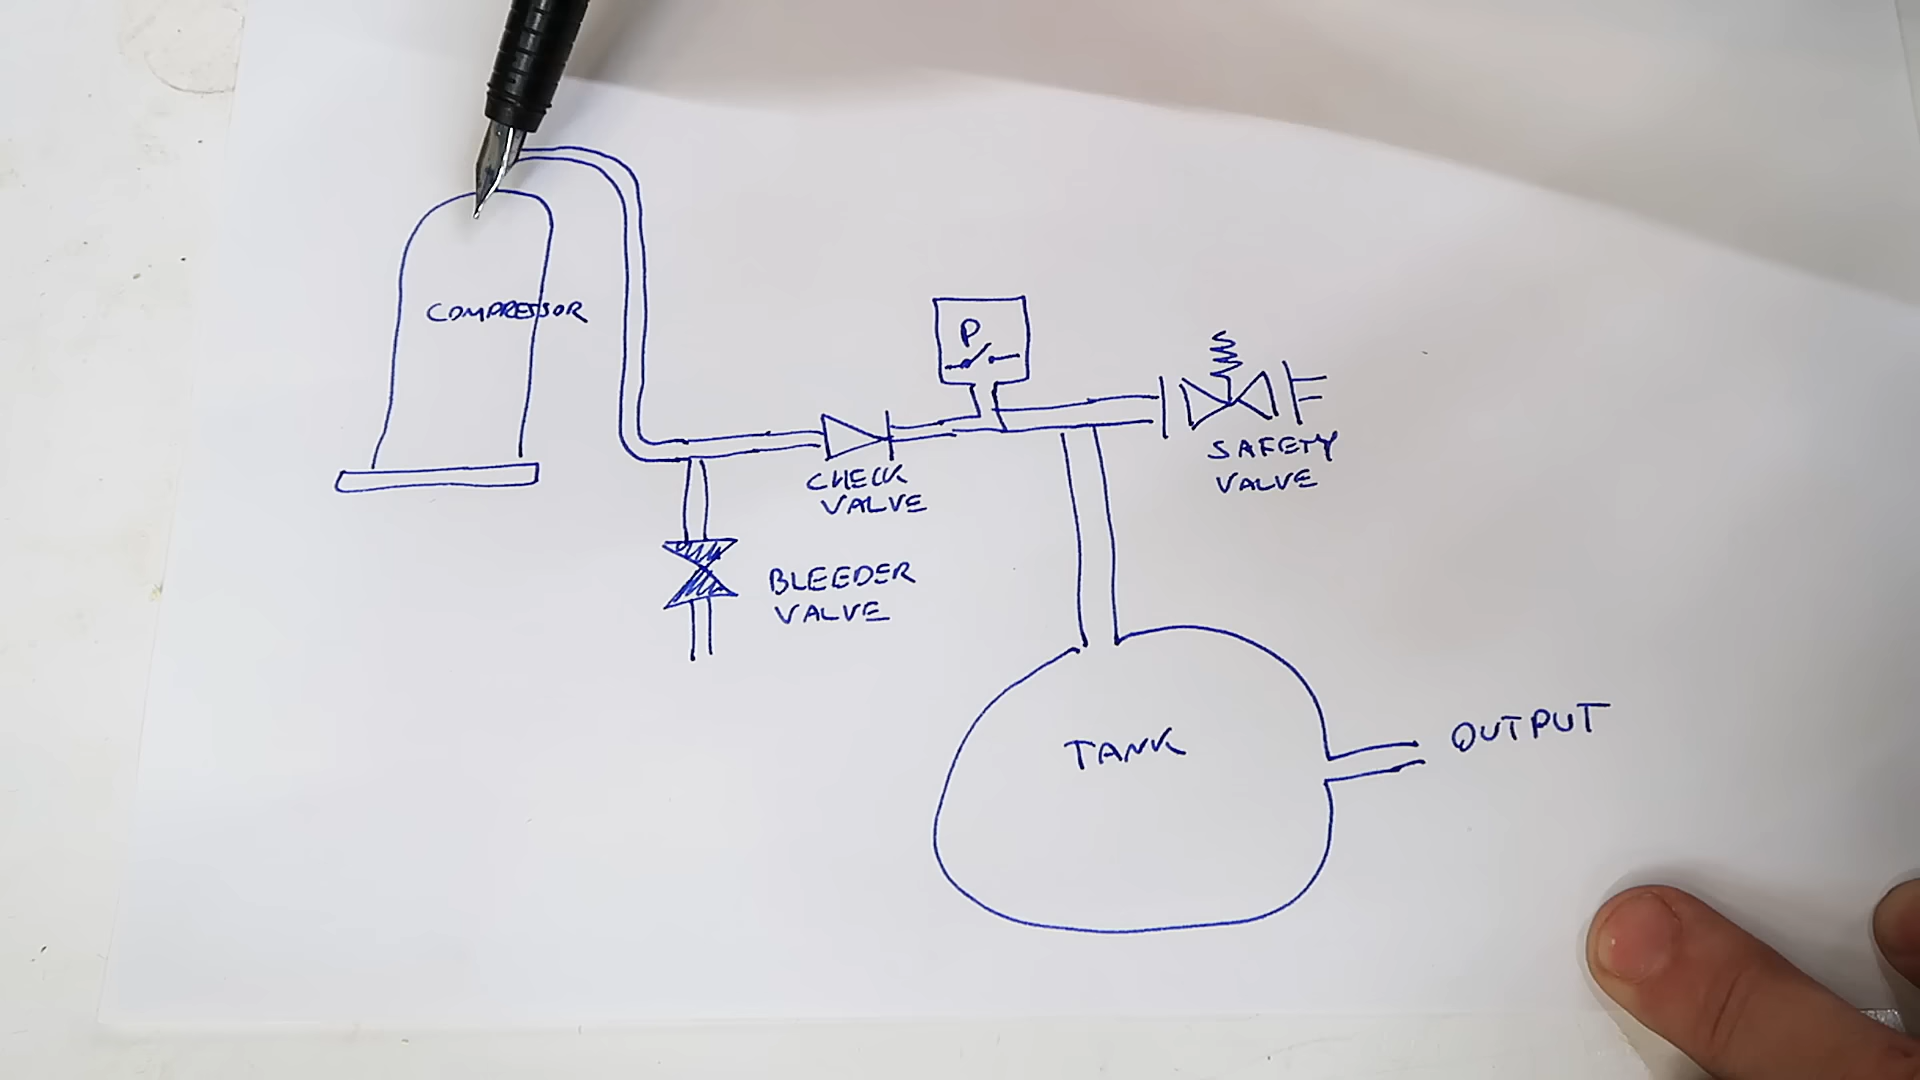 COMPRESSOR
P
CHECK
VALVE
SAFETY
VALVE
BLEEDER
VALVE
TANK
OUTPUT